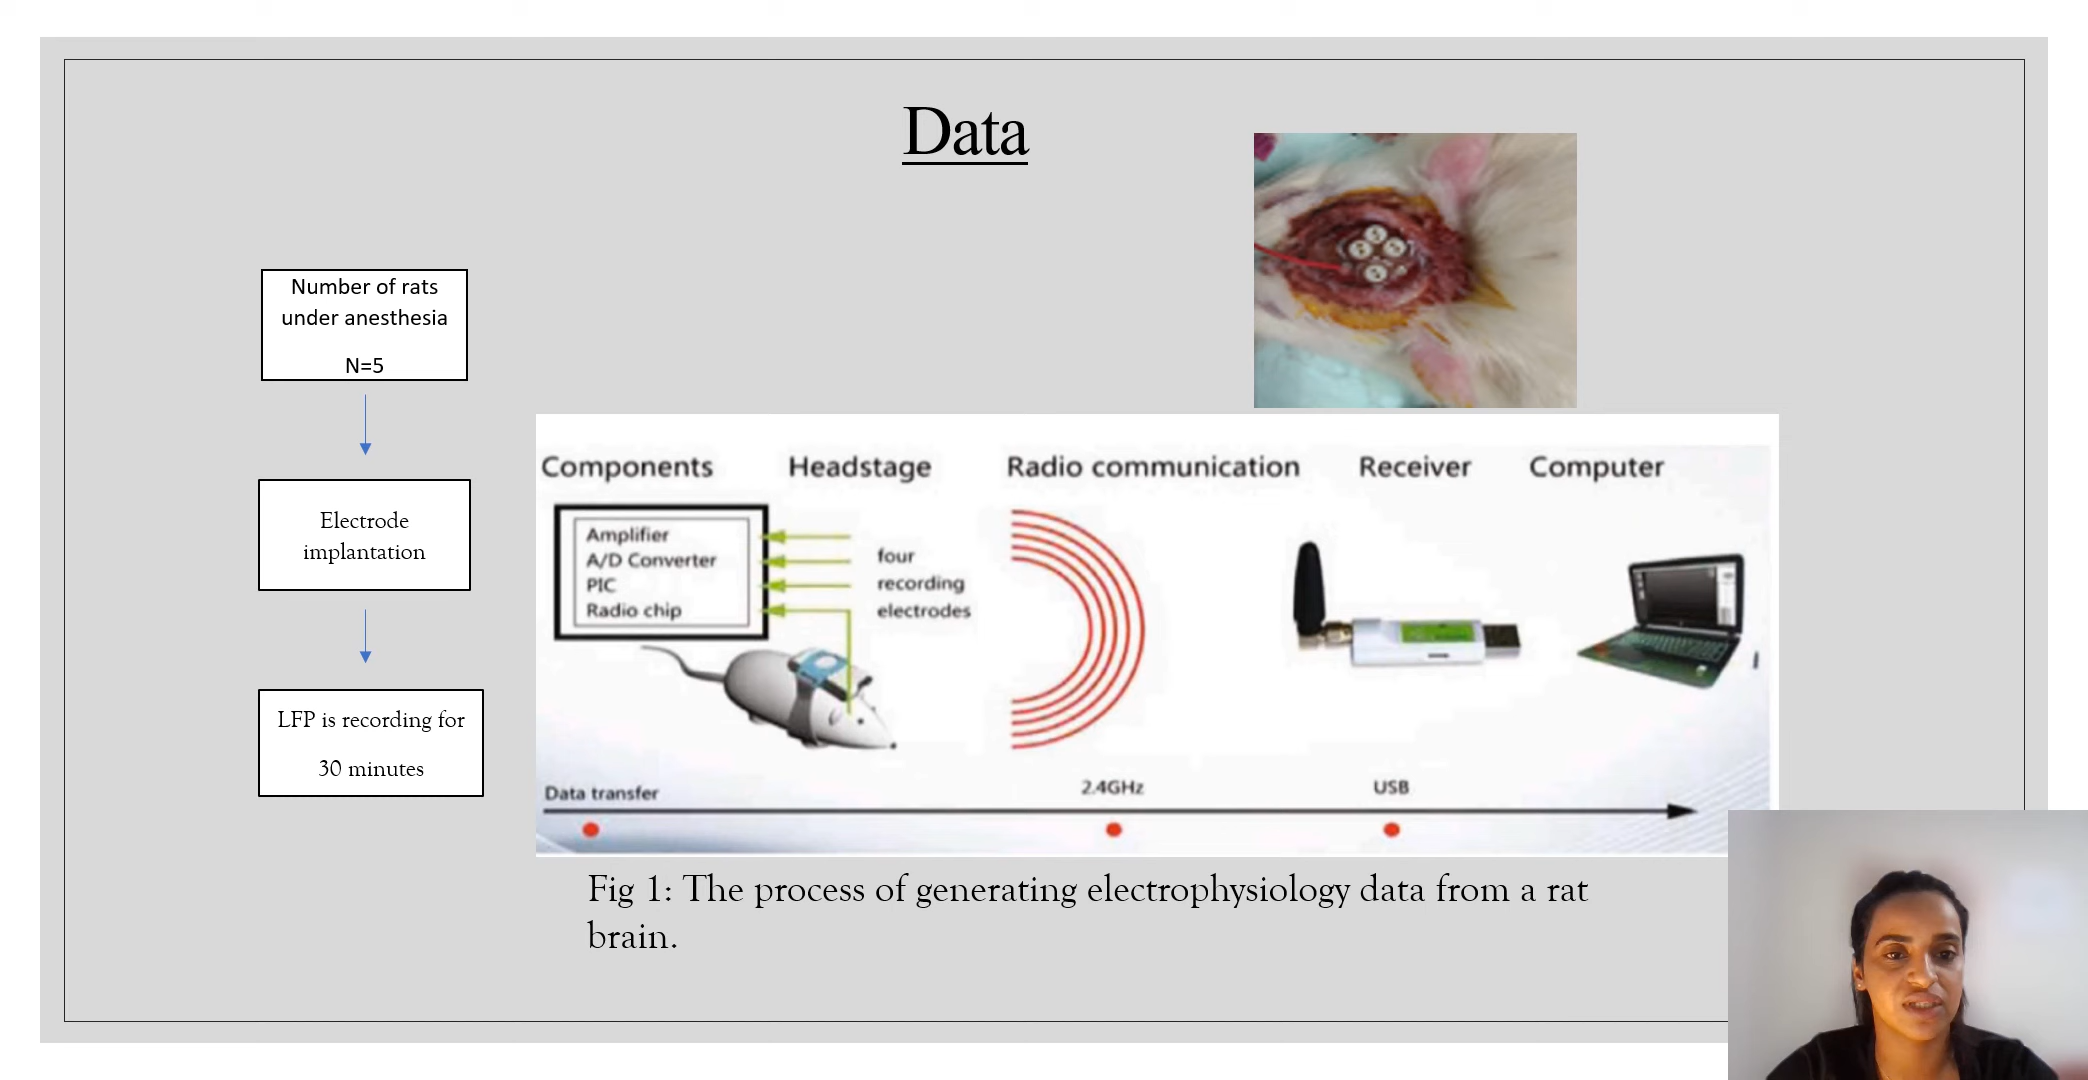 Data
Number of rats
under anesthesia
N=5
Electrode
implantation
LFP is recording for
30 minutes
Components
Headstage
Radio communication
Receiver
Computer
Amplifier
A/D Converter
PIC
Radio chip
four
recording
electrodes
Data transfer
2.4GHz
USB
Fig 1: The process of generating electrophysiology data from a rat
brain.